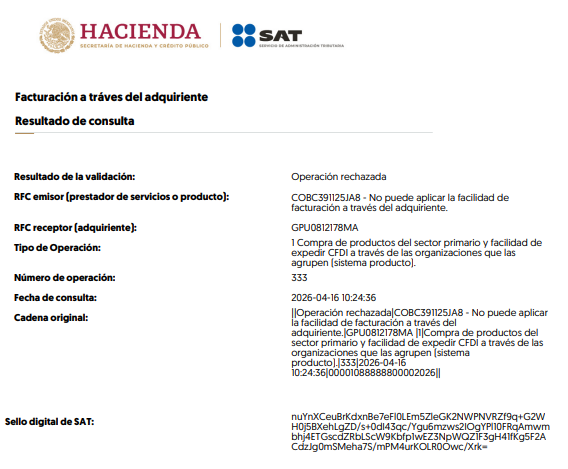 HACIENDA
SECRETARÍA DE HACIENDA Y CRÉDITO PÚBLICO
SAT
SERVICIO DE ADMINISTRACIÓN TRIBUTARIA
Facturación a tráves del adquiriente
Resultado de consulta
Resultado de la validación: Operación rechazada
RFC emisor (prestador de servicios o producto): COBC391125JA8 - No puede aplicar la facilidad de
facturación a través del adquiriente.
RFC receptor (adquiriente): GPU0812178MA
Tipo de Operación: 1 Compra de productos del sector primario y facilidad de
expedir CFDI a través de las organizaciones que las
agrupen (sistema producto).
Número de operación: 333
Fecha de consulta: 2026-04-16 10:24:36
Cadena original: ||Operación rechazada|COBC391125JA8 - No puede aplicar
la facilidad de facturación a través del
adquiriente.|GPU0812178MA |1|Compra de productos del
sector primario y facilidad de expedir CFDI a través de las
organizaciones que las agrupen (sistema
producto).|333|2026-04-16
10:24:36|00001088888800002026||
Sello digital de SAT: nuYnXCeuBrKdxnBe7eFI0LEm5ZIeGK2NWPNVRZf9q+G2W
H0j5BXehLgZD/s+0dI43qc/Ygu6mzws2IOgYPl10FRqAmwm
bhj4ETGscdZRbLScW9Kbfp1wEZ3NpWQZ1F3gH41fKg5F2A
CdzJg0mSMeha7S/mPM4urKOLR0Owc/Xrk=